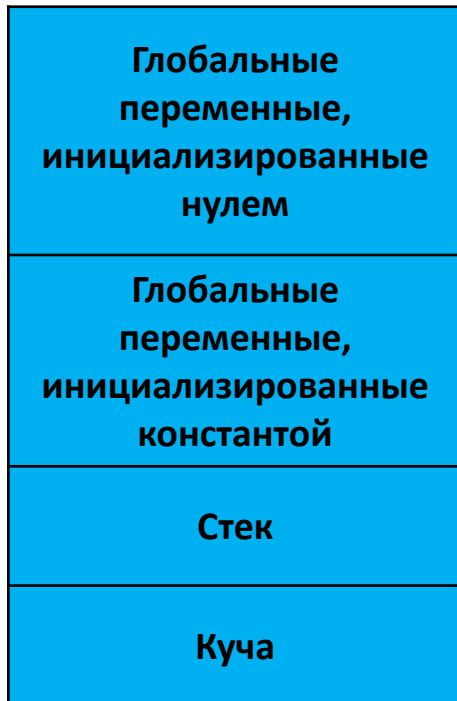 Глобальные
переменные,
инициализированные
нулем
Глобальные
переменные,
инициализированные
константой
Стек
Куча